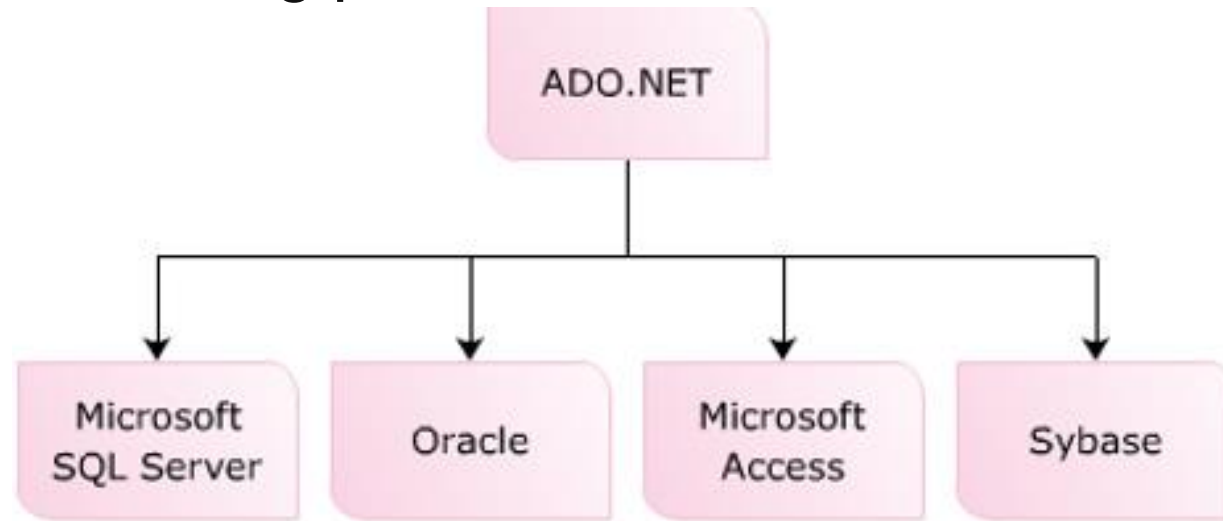 ADO.NET
Microsoft
SQL Server
Oracle
Microsoft
Access
Sybase